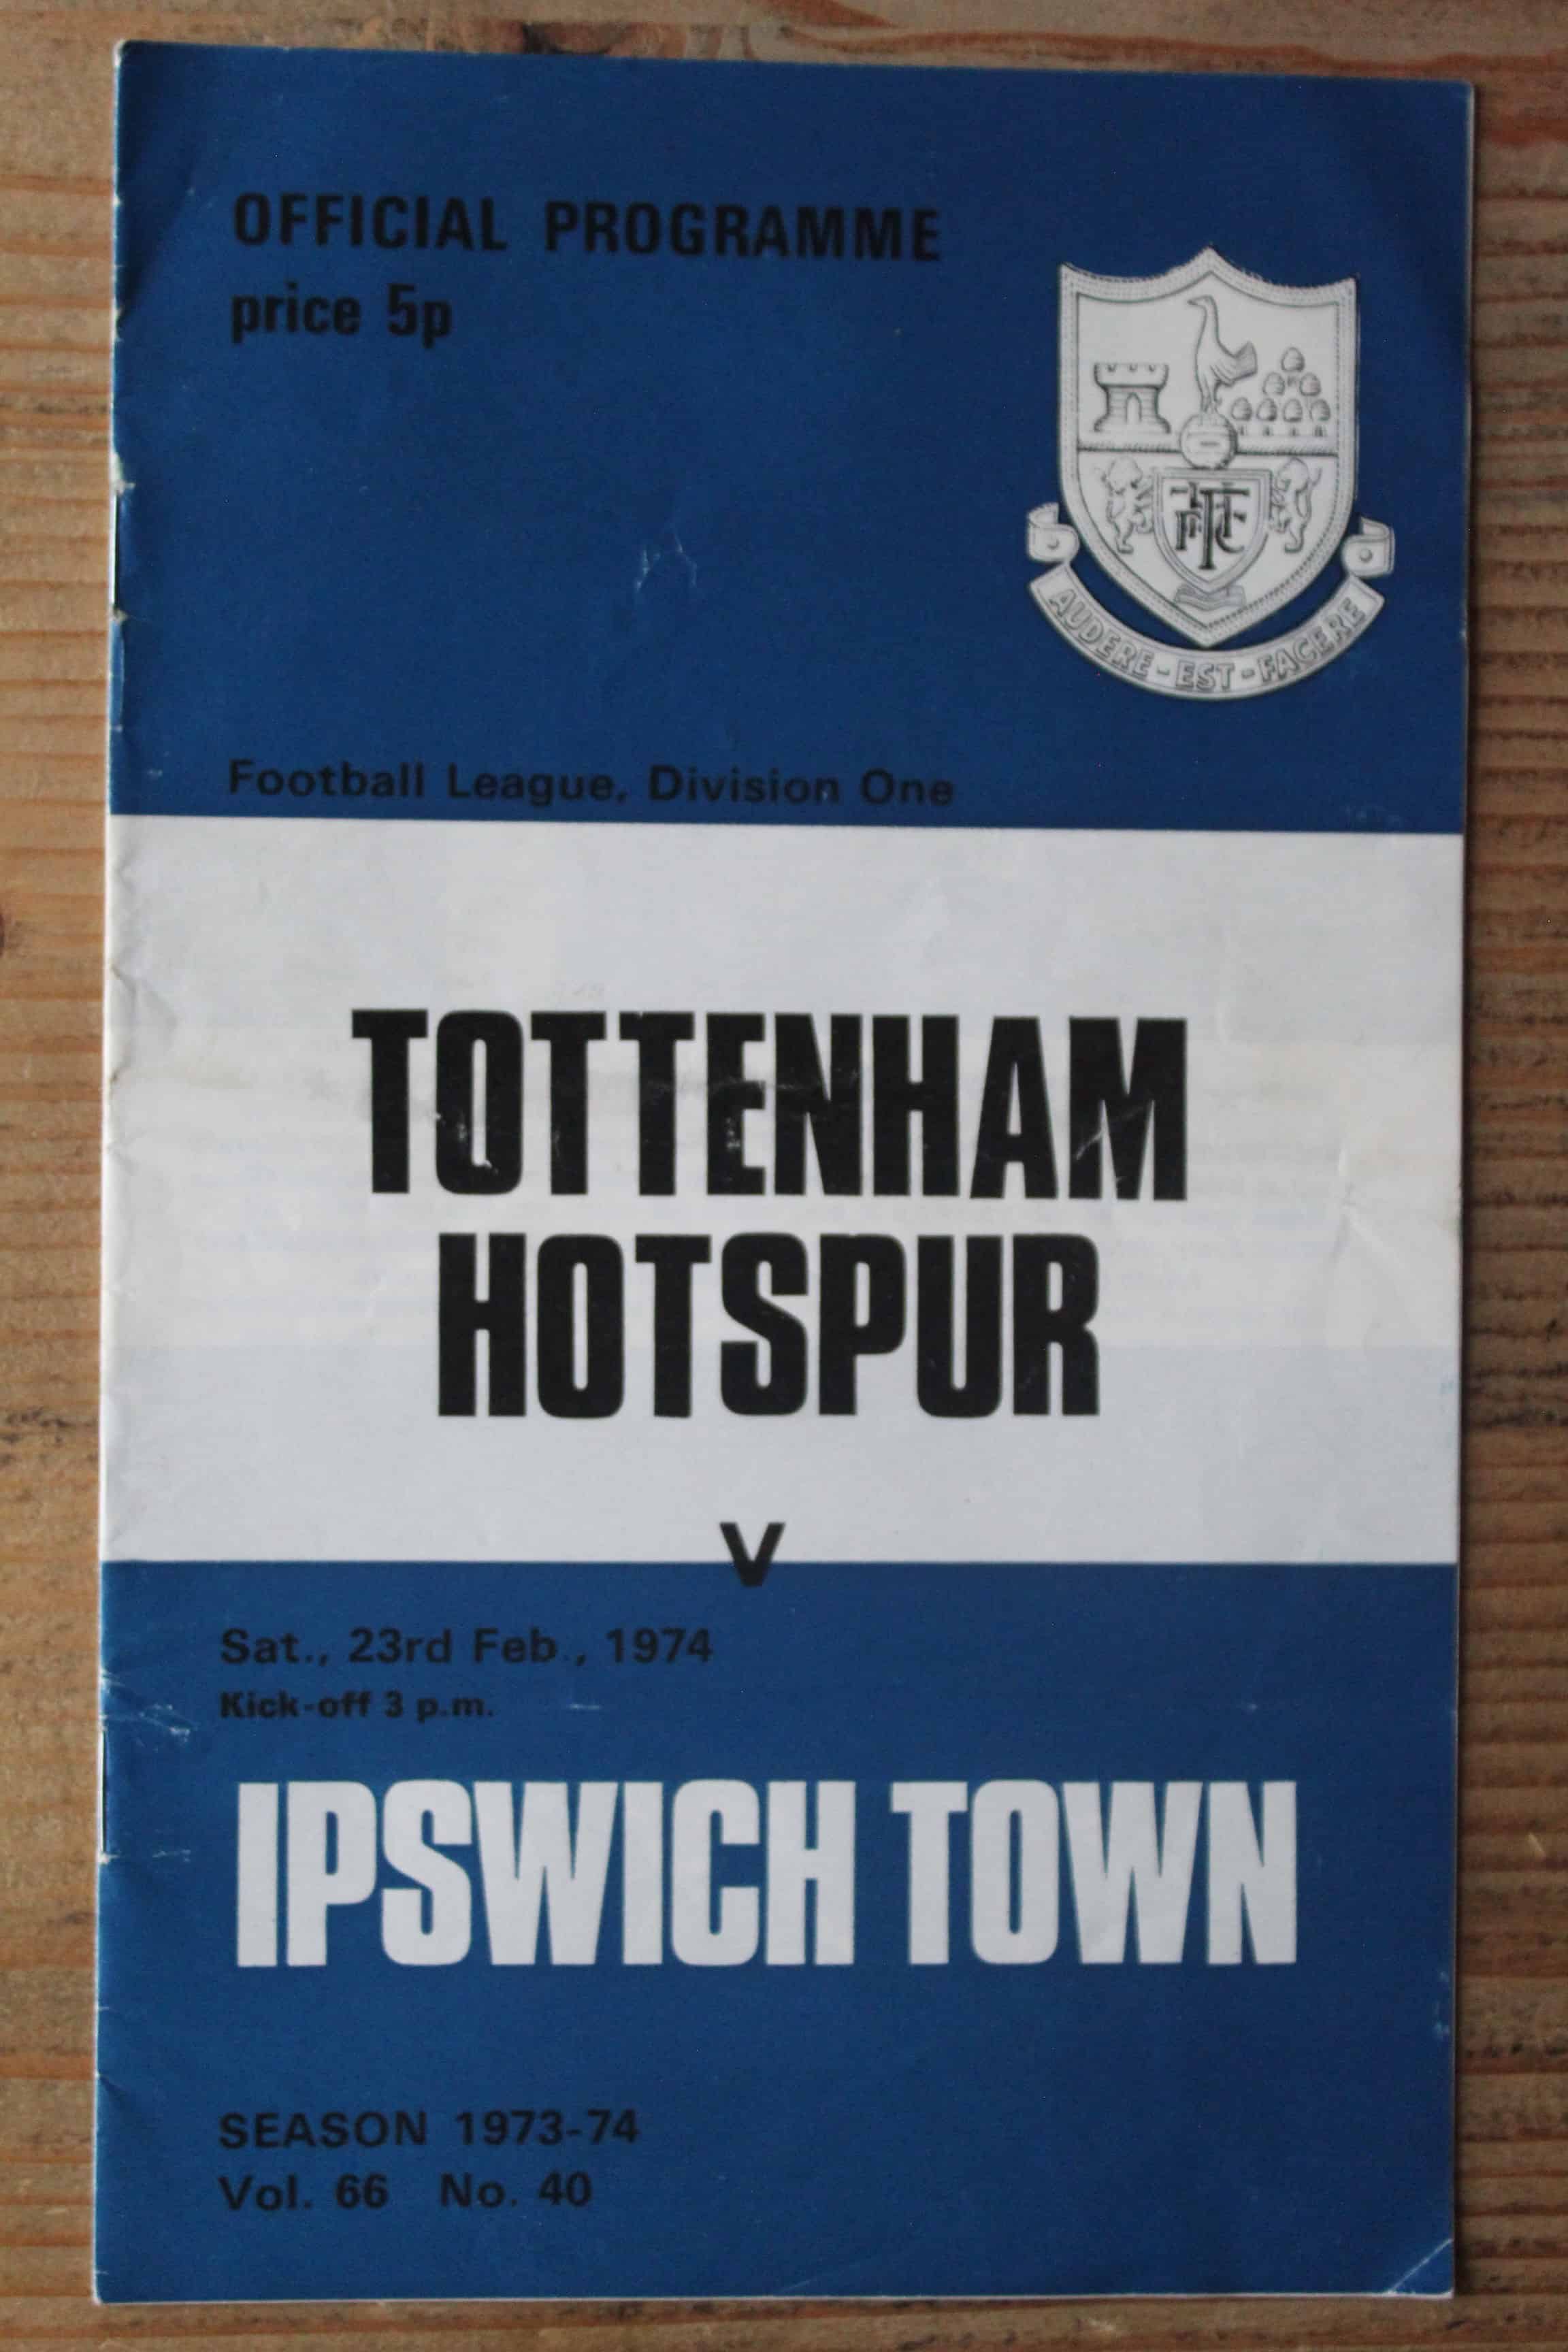 OFFICIAL PROGRAMME
price 5p
AUDERE - EST - FACERE
Football League, Division One
TOTTENHAM
HOTSPUR
v
Sat., 23rd Feb., 1974
Kick-off 3 p.m.
IPSWICH TOWN
SEASON 1973-74
Vol. 66 No. 40